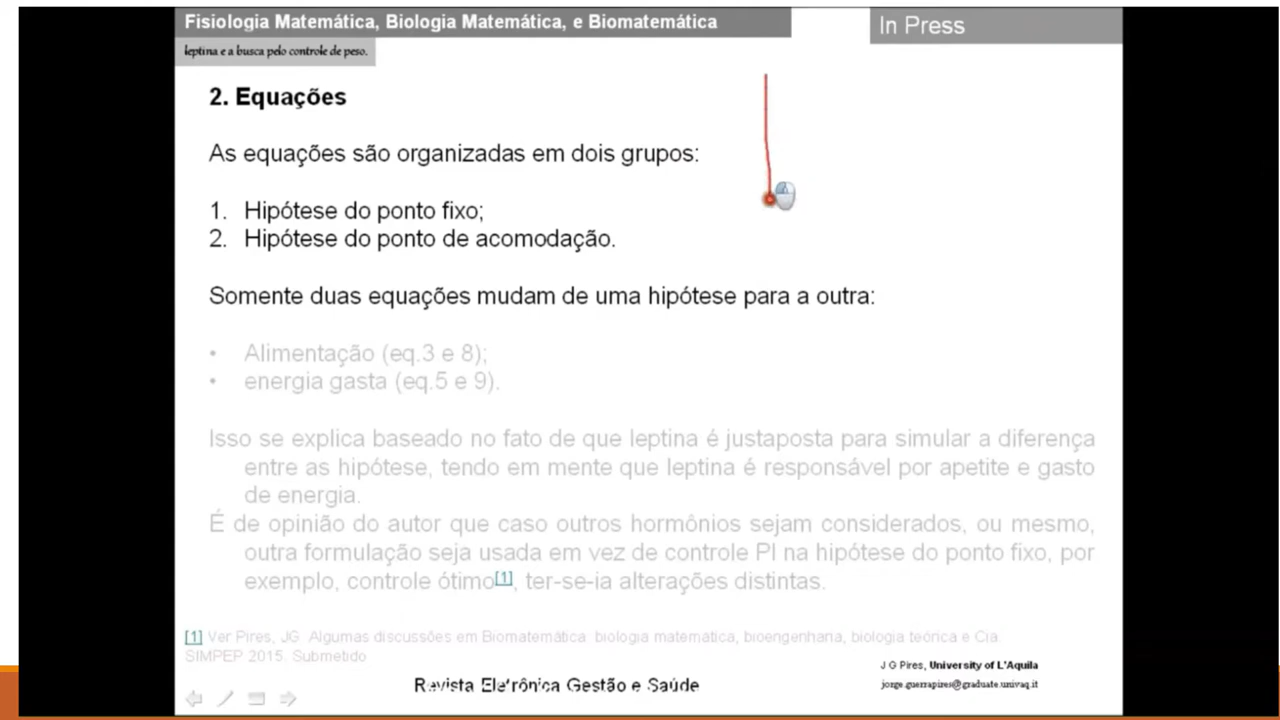 Fisiologia Matemática, Biologia Matemática, e Biomatemática
In Press
leptina e a busca pelo controle de peso.
2. Equações
As equações são organizadas em dois grupos:
1. Hipótese do ponto fixo;
2. Hipótese do ponto de acomodação.
Somente duas equações mudam de uma hipótese para a outra:
• Alimentação (eq.3 e 8);
• energia gasta (eq.5 e 9).
Isso se explica baseado no fato de que leptina é justaposta para simular a diferença
entre as hipótese, tendo em mente que leptina é responsável por apetite e gasto
de energia.
É de opinião do autor que caso outros hormônios sejam considerados, ou mesmo,
outra formulação seja usada em vez de controle PI na hipótese do ponto fixo, por
exemplo, controle ótimo[1], ter-se-ia alterações distintas.
[1] Ver Pires, JG. Algumas discussões em Biomatemática: biologia matemática, bioengenharia, biologia teórica e Cia.
SIMPEP 2015. Submetido
J G Pires, University of L'Aquila
Revista Eletrônica Gestão e Saúde
jorge.guerrapires@graduate.univaq.it